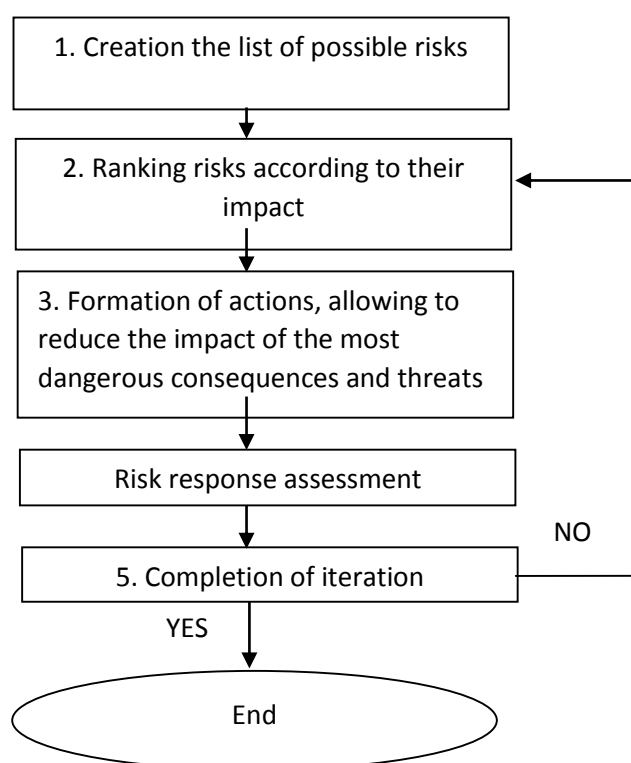 1. Creation the list of possible risks
2. Ranking risks according to their
impact
3. Formation of actions, allowing to
reduce the impact of the most
dangerous consequences and threats
Risk response assessment
NO
5. Completion of iteration
YES
End